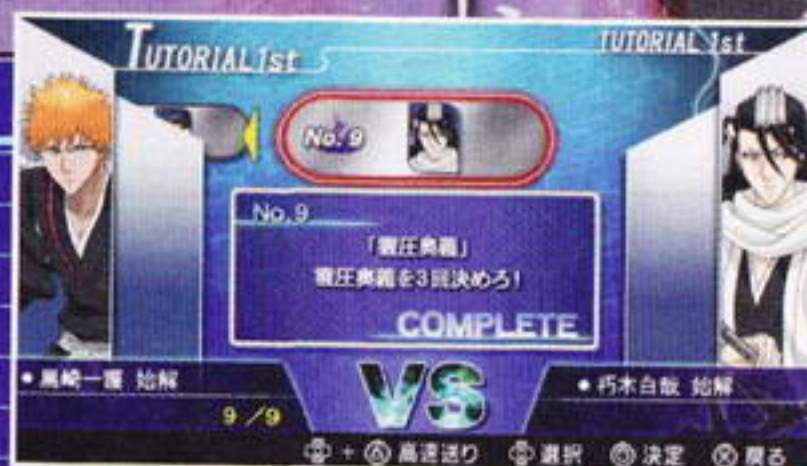 TUTORIAL 1st
TUTORIAL 1st
No.9
No.9
「霊圧奥義」
霊圧奥義を3回決めろ!
COMPLETE
・黒崎一護 始解
VS
・朽木白哉 始解
9/9
+ △ 高速送り 選択 ◎ 決定 ⊗ 戻る